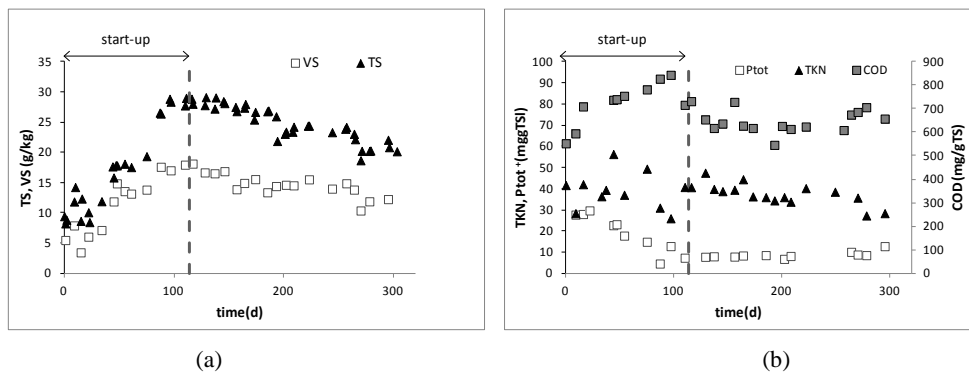 start-up
VS TS
TS, VS (g/kg)
35
30
25
20
15
10
5
0
0 100 200 300
time(d)
(a)
start-up
Ptot TKN COD
TKN, Ptot +(mggTSl)
100
90
80
70
60
50
40
30
20
10
0
0 100 200 300
time(d)
900
800
700
600
500
400
300
200
100
0
COD(mg/gTS)
(b)